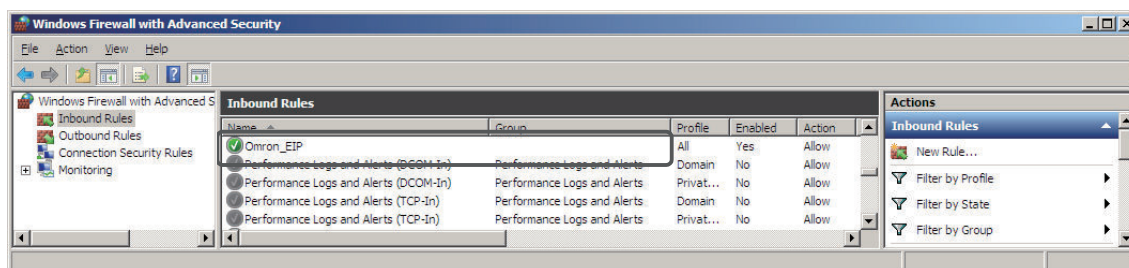 Windows Firewall with Advanced Security
File Action View Help
Windows Firewall with Advanced S
Inbound Rules
Outbound Rules
Connection Security Rules
Monitoring
Inbound Rules
Name Group Profile Enabled Action
Omron_EIP All Yes Allow
Performance Logs and Alerts (DCOM-In) Performance Logs and Alerts Domain No Allow
Performance Logs and Alerts (DCOM-In) Performance Logs and Alerts Privat... No Allow
Performance Logs and Alerts (TCP-In) Performance Logs and Alerts Domain No Allow
Performance Logs and Alerts (TCP-In) Performance Logs and Alerts Privat... No Allow
Actions
Inbound Rules
New Rule...
Filter by Profile
Filter by State
Filter by Group